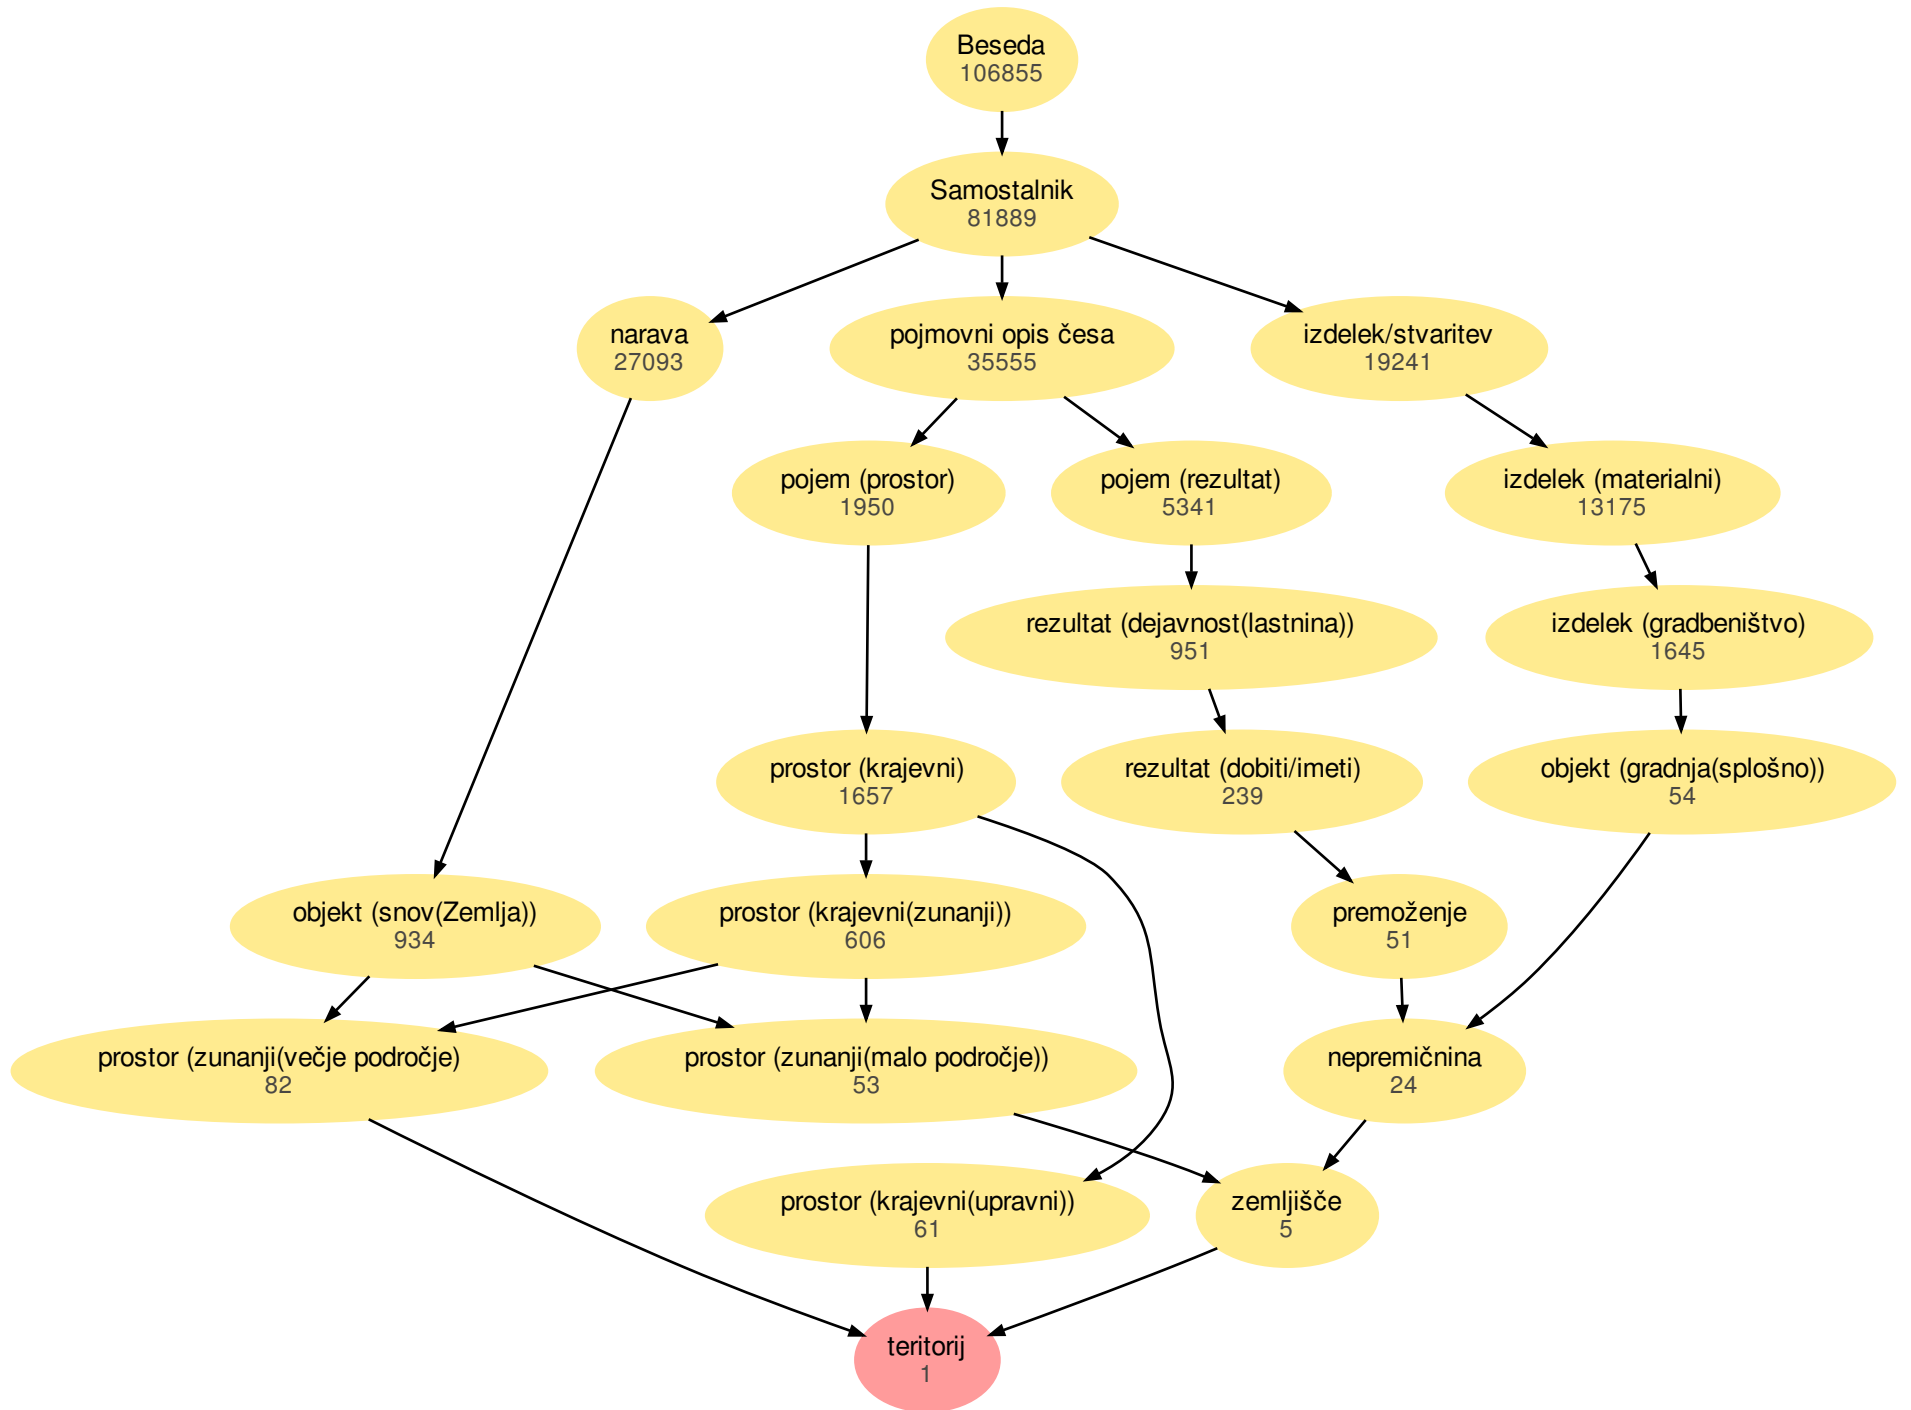 Beseda
106855
Samostalnik
81889
narava
27093
pojmovni opis česa
35555
izdelek/stvaritev
19241
pojem (prostor)
1950
pojem (rezultat)
5341
izdelek (materialni)
13175
rezultat (dejavnost(lastnina))
951
izdelek (gradbeništvo)
1645
prostor (krajevni)
1657
rezultat (dobiti/imeti)
239
objekt (gradnja(splošno))
54
objekt (snov(Zemlja))
934
prostor (krajevni(zunanji))
606
premoženje
51
prostor (zunanji(večje področje)
82
prostor (zunanji(malo področje))
53
nepremičnina
24
prostor (krajevni(upravni))
61
zemljišče
5
teritorij
1